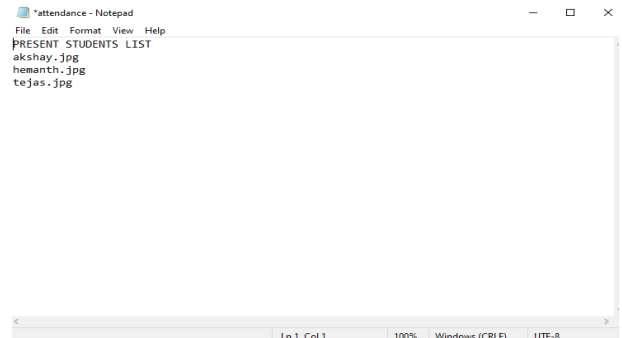 *attendance - Notepad
File Edit Format View Help
PRESENT STUDENTS LIST
akshay.jpg
hemanth.jpg
tejas.jpg
Ln 1, Col 1 100% Windows (CRLF) UTF-8